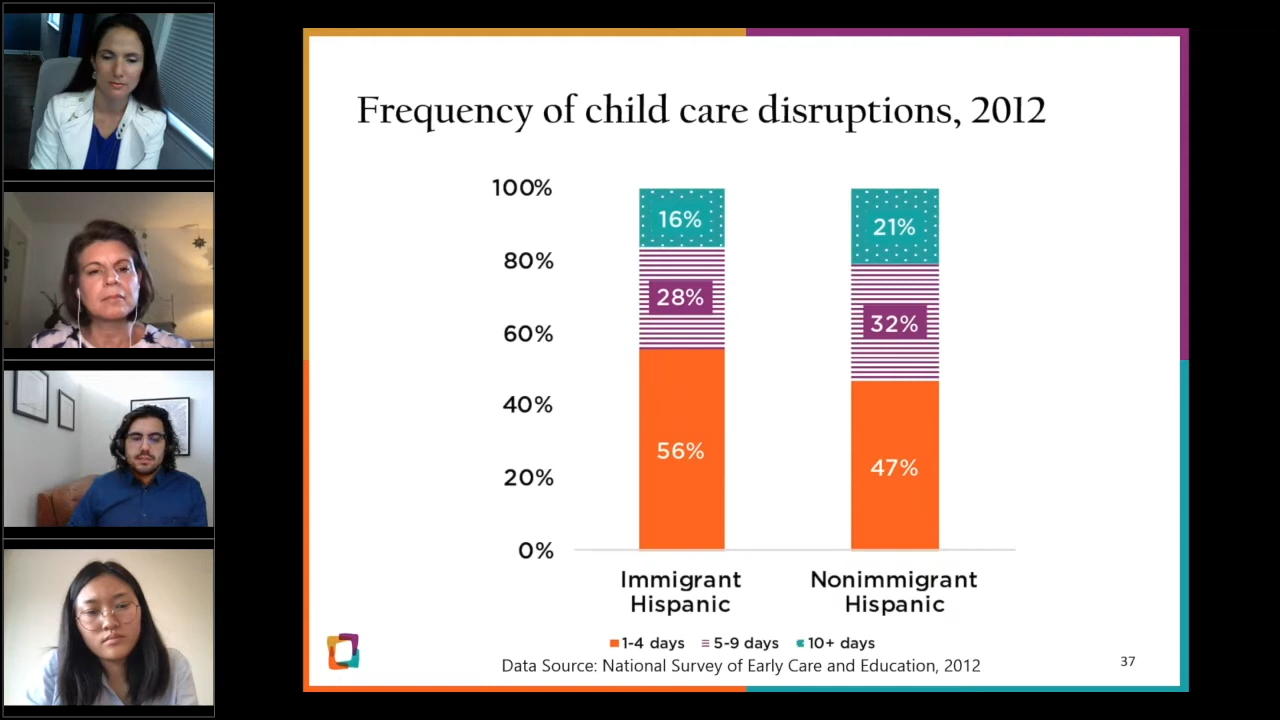 Frequency of child care disruptions, 2012
100%
80%
60%
40%
20%
0%
16%
28%
56%
21%
32%
47%
Immigrant
Hispanic
Nonimmigrant
Hispanic
1-4 days 5-9 days 10+ days
Data Source: National Survey of Early Care and Education, 2012
37